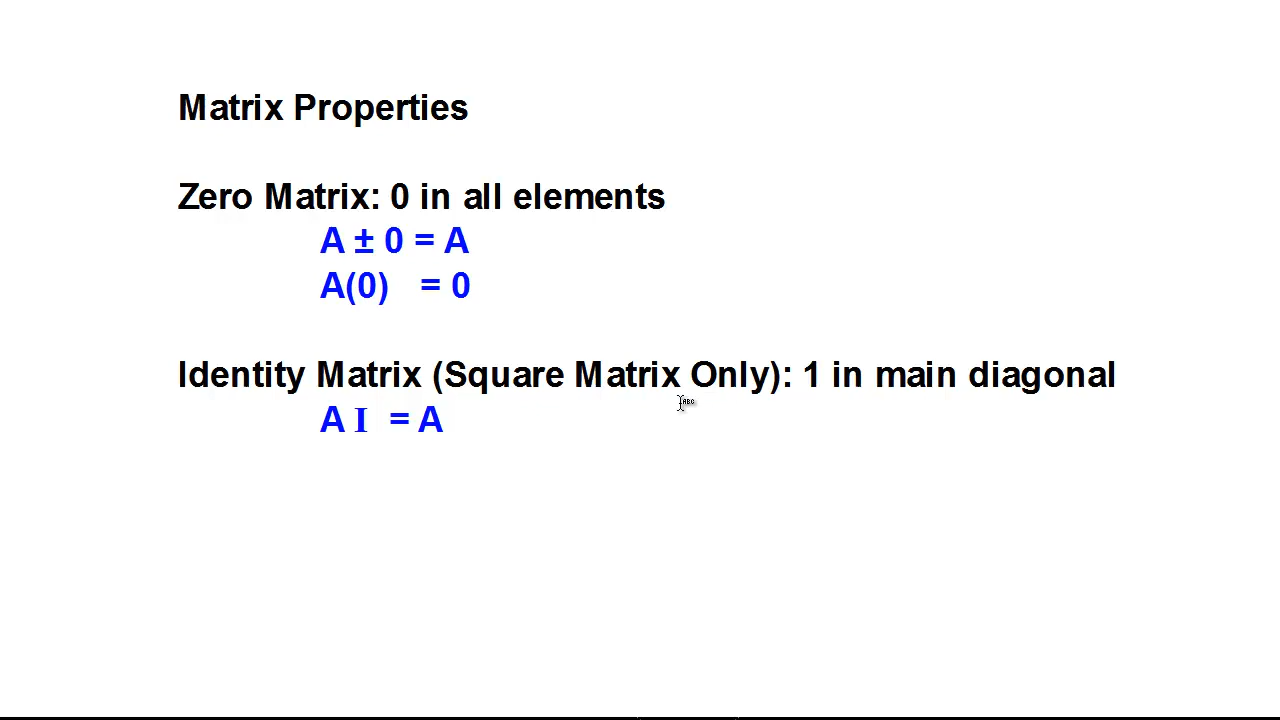 Matrix Properties
Zero Matrix: 0 in all elements
A ± 0 = A
A(0) = 0
Identity Matrix (Square Matrix Only): 1 in main diagonal
A I = A